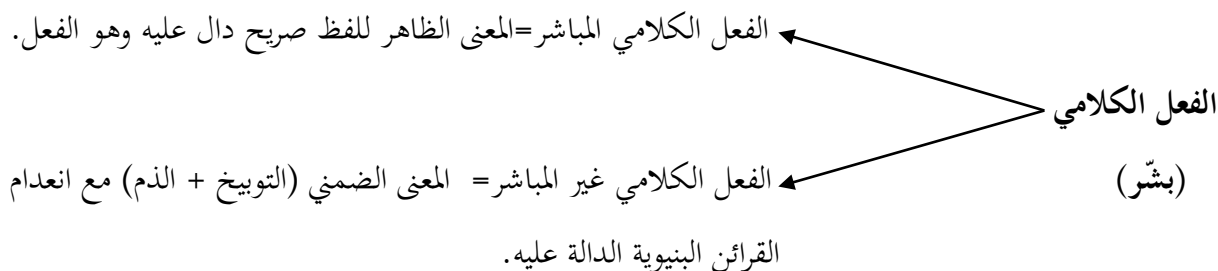 الفعل الكلامي المباشر=المعنى الظاهر للفظ صريح دال عليه وهو الفعل.
الفعل الكلامي
(بشّر)
الفعل الكلامي غير المباشر= المعنى الضمني (التوبيخ + الذم) مع انعدام
القرائن البنيوية الدالة عليه.